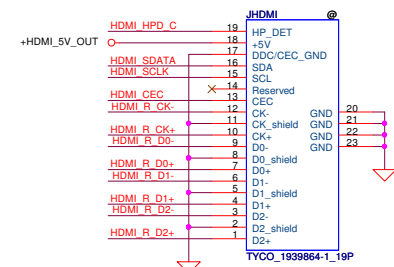 JHDMI @
HDMI_HPD_C 19 HP_DET
+HDMI_5V_OUT 18 +5V
17 DDC/CEC_GND
HDMI_SDATA 16 SDA
HDMI_SCLK 15 SCL
14 Reserved
HDMI_CEC 13 CEC
HDMI_R_CK- 12 CK- GND 20
11 CK_shield GND 21
HDMI_R_CK+ 10 CK+ GND 22
HDMI_R_D0- 9 D0- GND 23
8 D0_shield
HDMI_R_D0+ 7 D0+
HDMI_R_D1- 6 D1-
5 D1_shield
HDMI_R_D1+ 4 D1+
HDMI_R_D2- 3 D2-
2 D2_shield
HDMI_R_D2+ 1 D2+
TYCO_1939864-1_19P